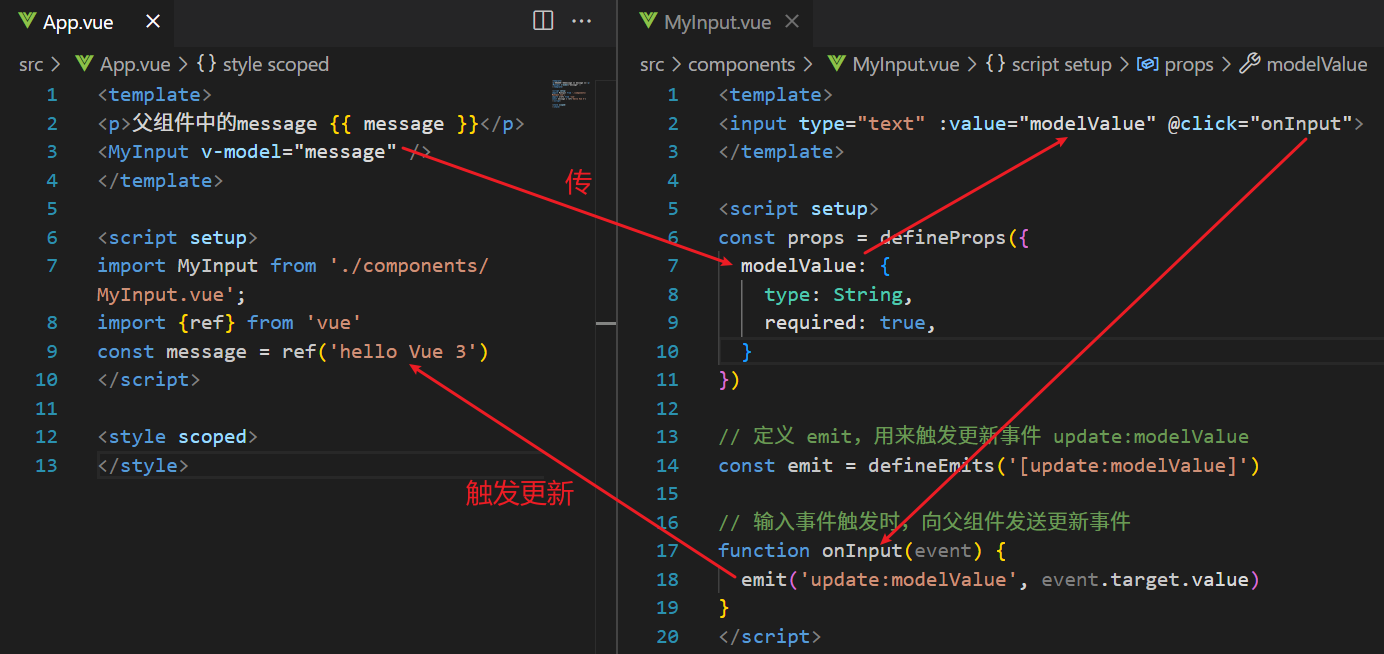 App.vue
src > App.vue > {} style scoped
1 <template>
2 <p>父组件中的message {{ message }}</p>
3 <MyInput v-model="message" />
4 </template>
5
6 <script setup>
7 import MyInput from './components/
MyInput.vue';
8 import {ref} from 'vue'
9 const message = ref('hello Vue 3')
10 </script>
11
12 <style scoped>
13 </style>
传
触发更新
MyInput.vue
src > components > MyInput.vue > {} script setup > props > modelValue
1 <template>
2 <input type="text" :value="modelValue" @click="onInput">
3 </template>
4
5 <script setup>
6 const props = defineProps({
7 modelValue: {
8 type: String,
9 required: true,
10 }
11 })
12
13 // 定义 emit，用来触发更新事件 update:modelValue
14 const emit = defineEmits('[update:modelValue]')
15
16 // 输入事件触发时，向父组件发送更新事件
17 function onInput(event) {
18 emit('update:modelValue', event.target.value)
19 }
20 </script>